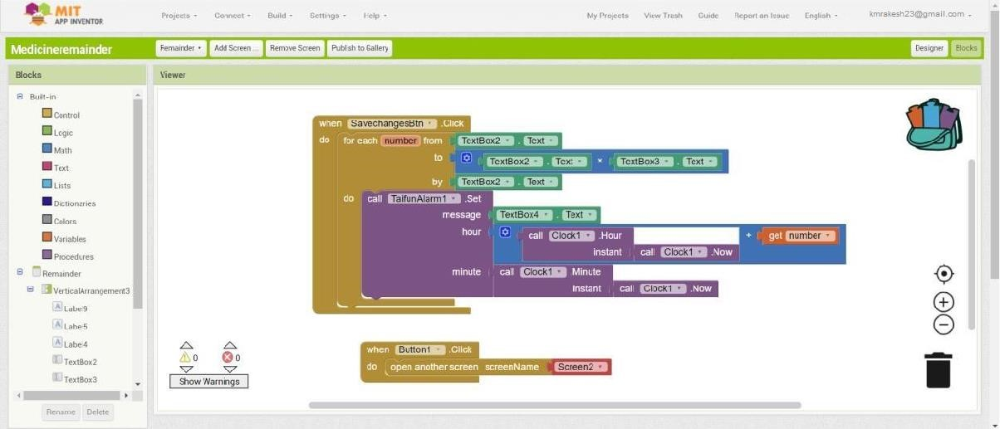 MIT
APP INVENTOR
Projects Connect Build Settings Help My Projects View Trash Guide Report an Issue English kmrakesh23@gmail.com
Medicineremainder Remainder Add Screen ... Remove Screen Publish to Gallery Designer Blocks
Blocks
Viewer
Built-in
Control
Logic
Math
Text
Lists
Dictionaries
Colors
Variables
Procedures
Remainder
VerticalArrangement3
Label9
Label5
Label4
TextBox2
TextBox3
Rename Delete
when SavechangesBtn .Click
do for each number from TextBox2 . Text
to TextBox2 . Text × TextBox3 . Text
by TextBox2 . Text
do call TaifunAlarm1 .Set
message TextBox4 . Text
hour call Clock1 .Hour + get number
instant call Clock1 .Now
minute call Clock1 .Minute
instant call Clock1 .Now
when Button1 .Click
do open another screen screenName Screen2
0 0
Show Warnings